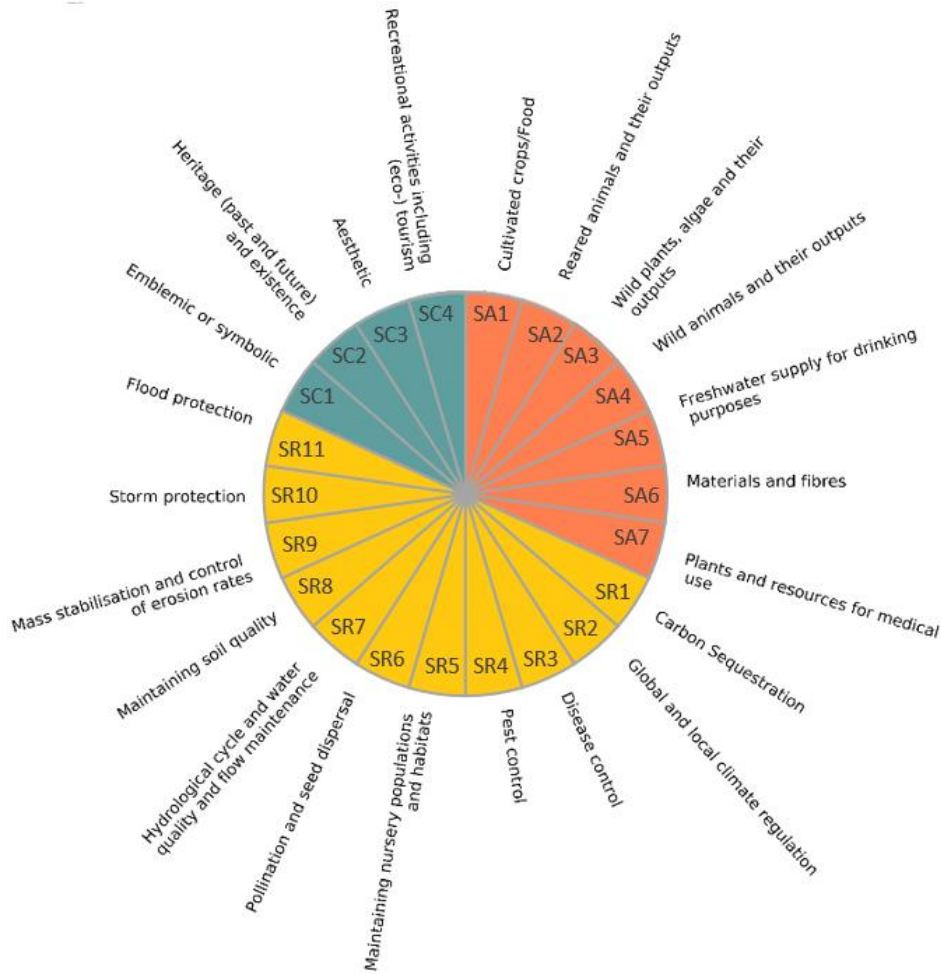 Recreational activities including
(eco-) tourism
Cultivated crops/Food
Reared animals and their outputs
Wild plants, algae and their
outputs
Wild animals and their outputs
Freshwater supply for drinking
purposes
Materials and fibres
Plants and resources for medical
use
Carbon Sequestration
Global and local climate regulation
Disease control
Pest control
Maintaining nursery populations
and habitats
Pollination and seed dispersal
Hydrological cycle and water
quality and flow maintenance
Maintaining soil quality
Mass stabilisation and control
of erosion rates
Storm protection
Flood protection
Emblemic or symbolic
Heritage (past and future)
and existence
Aesthetic
SA1
SA2
SA3
SA4
SA5
SA6
SA7
SR1
SR2
SR3
SR4
SR5
SR6
SR7
SR8
SR9
SR10
SR11
SC1
SC2
SC3
SC4